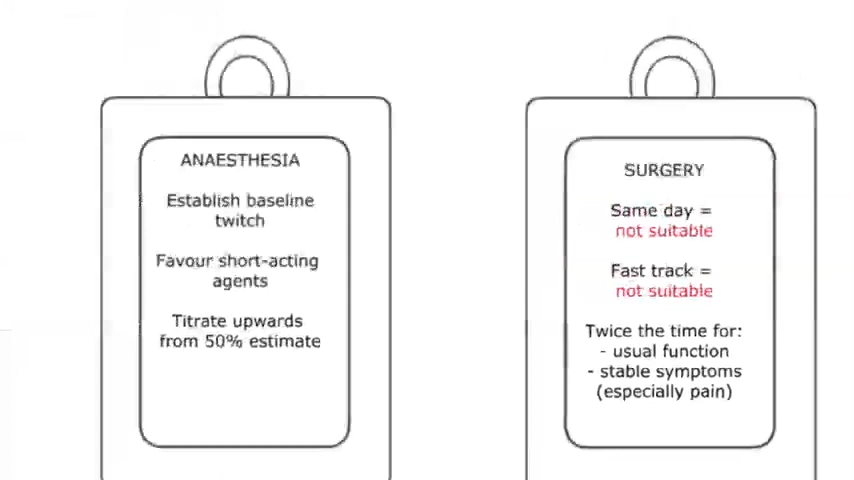 ANAESTHESIA
Establish baseline
twitch
Favour short-acting
agents
Titrate upwards
from 50% estimate
SURGERY
Same day =
not suitable
Fast track =
not suitable
Twice the time for:
- usual function
- stable symptoms
(especially pain)